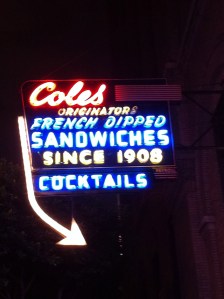 Coles
ORIGINATORS
FRENCH DIPPED
SANDWICHES
SINCE 1908
COCKTAILS